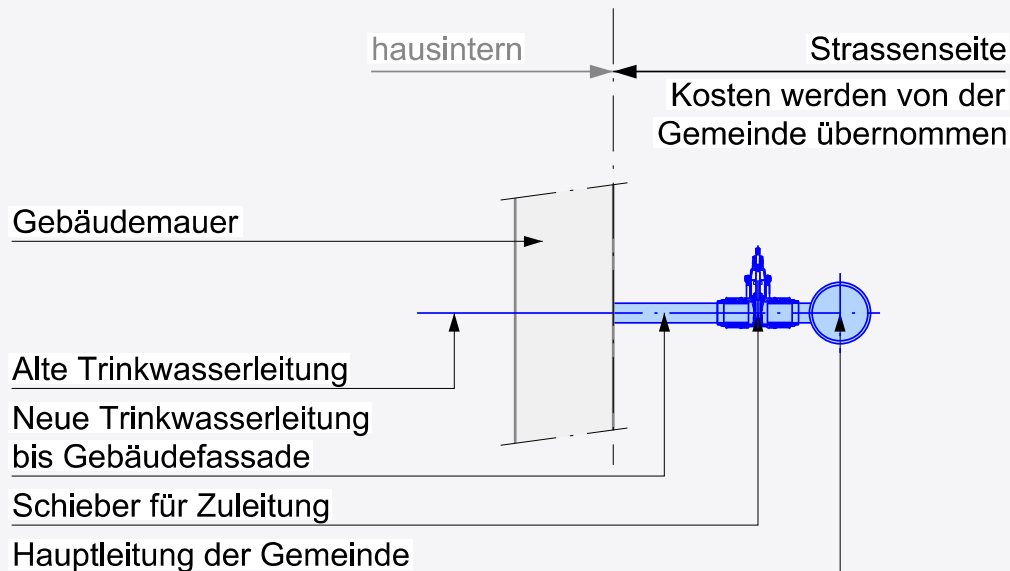 hausintern
Strassenseite
Kosten werden von der
Gemeinde übernommen
Gebäudemauer
Alte Trinkwasserleitung
Neue Trinkwasserleitung
bis Gebäudefassade
Schieber für Zuleitung
Hauptleitung der Gemeinde